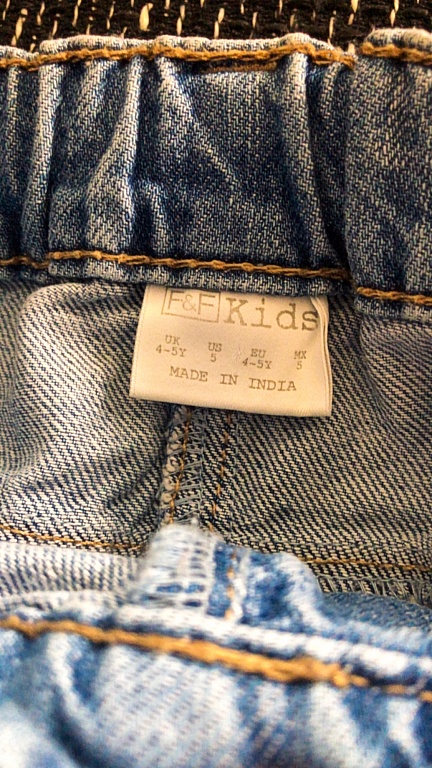 F&F Kids
UK US EU MX
4-5Y 5 4-5Y 5
MADE IN INDIA